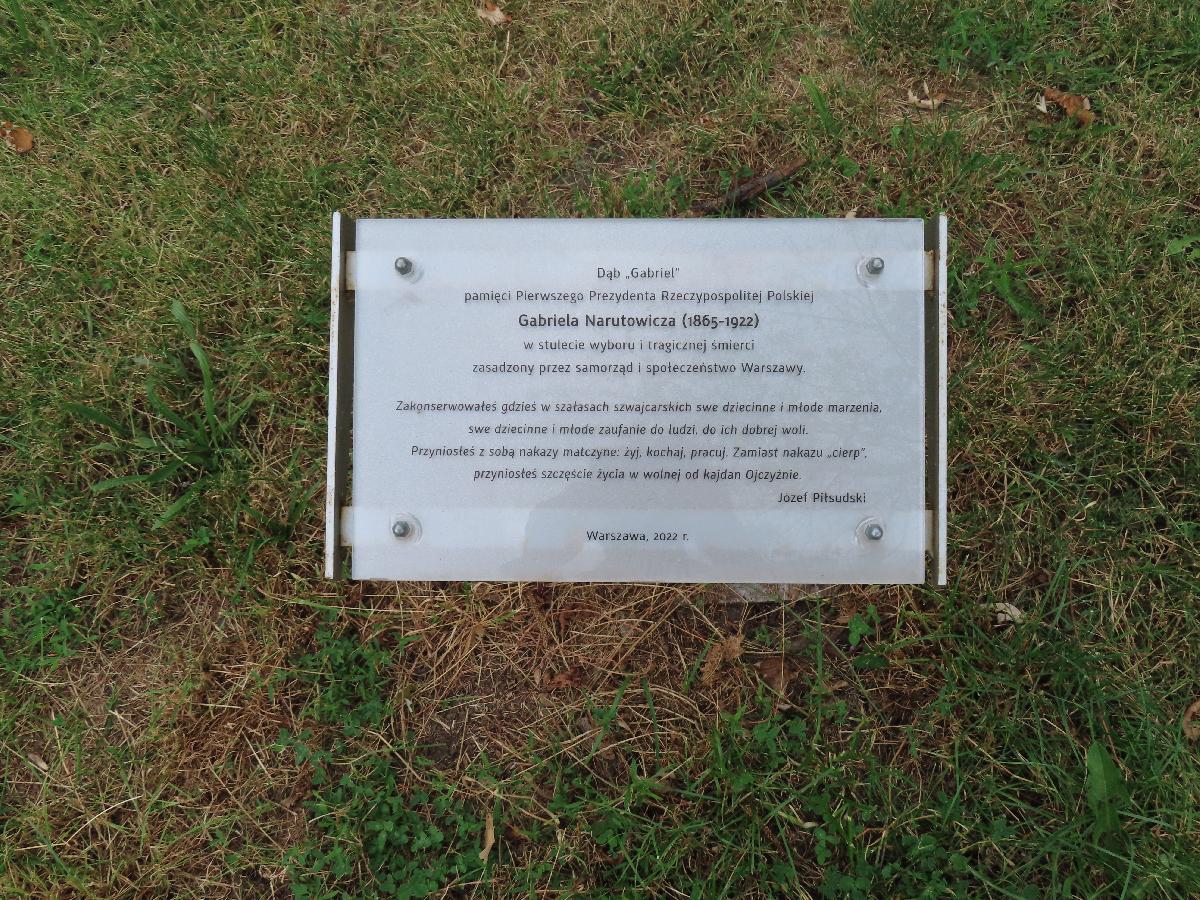 Dąb „Gabriel”
pamięci Pierwszego Prezydenta Rzeczypospolitej Polskiej
Gabriela Narutowicza (1865-1922)
w stulecie wyboru i tragicznej śmierci
zasadzony przez samorząd i społeczeństwo Warszawy.
Zakonserwowałeś gdzieś w szałasach szwajcarskich swe dziecinne i młode marzenia,
swe dziecinne i młode zaufanie do ludzi, do ich dobrej woli.
Przyniosłeś z sobą nakazy matczyne: żyj, kochaj, pracuj. Zamiast nakazu „cierp”,
przyniosłeś szczęście życia w wolnej od kajdan Ojczyźnie.
Józef Piłsudski
Warszawa, 2022 r.